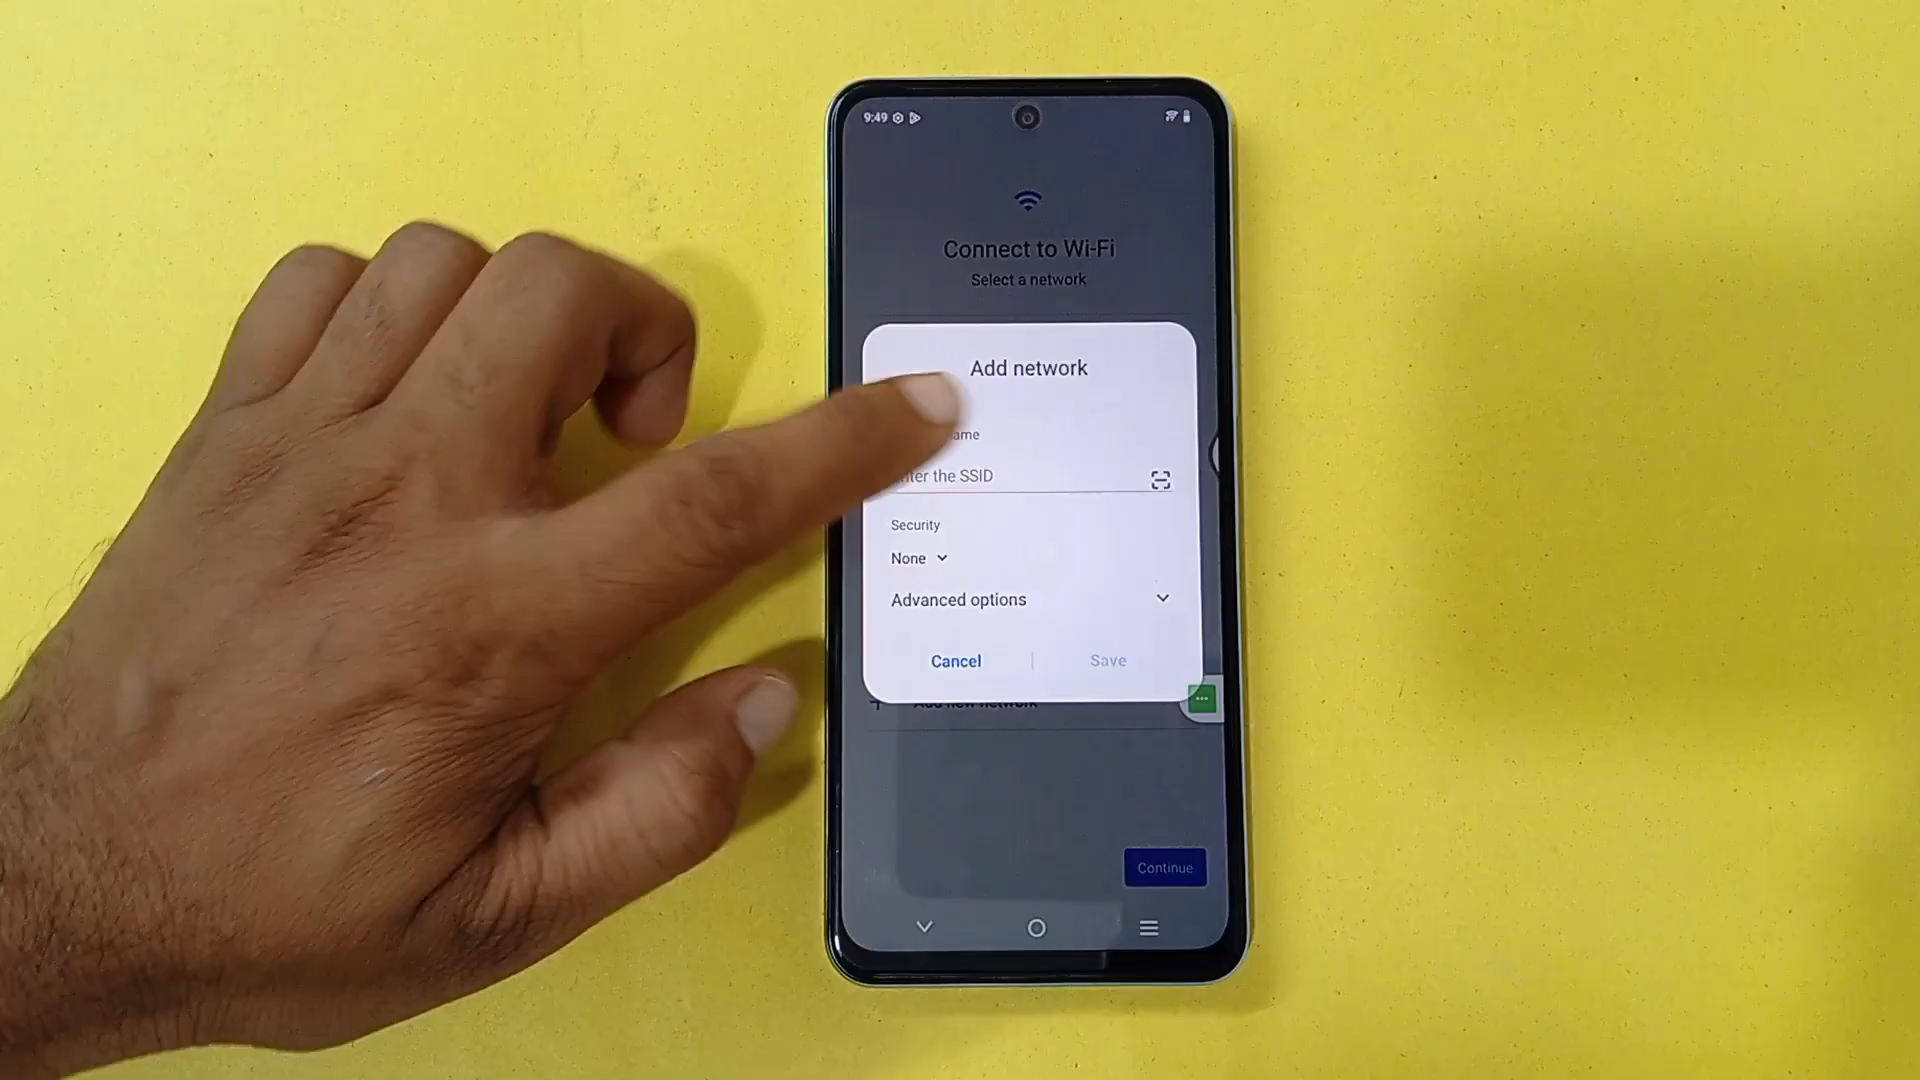 9:49
Connect to Wi-Fi
Select a network
Add network
ame
nter the SSID
Security
None
Advanced options
Cancel
Save
Add new network
Continue